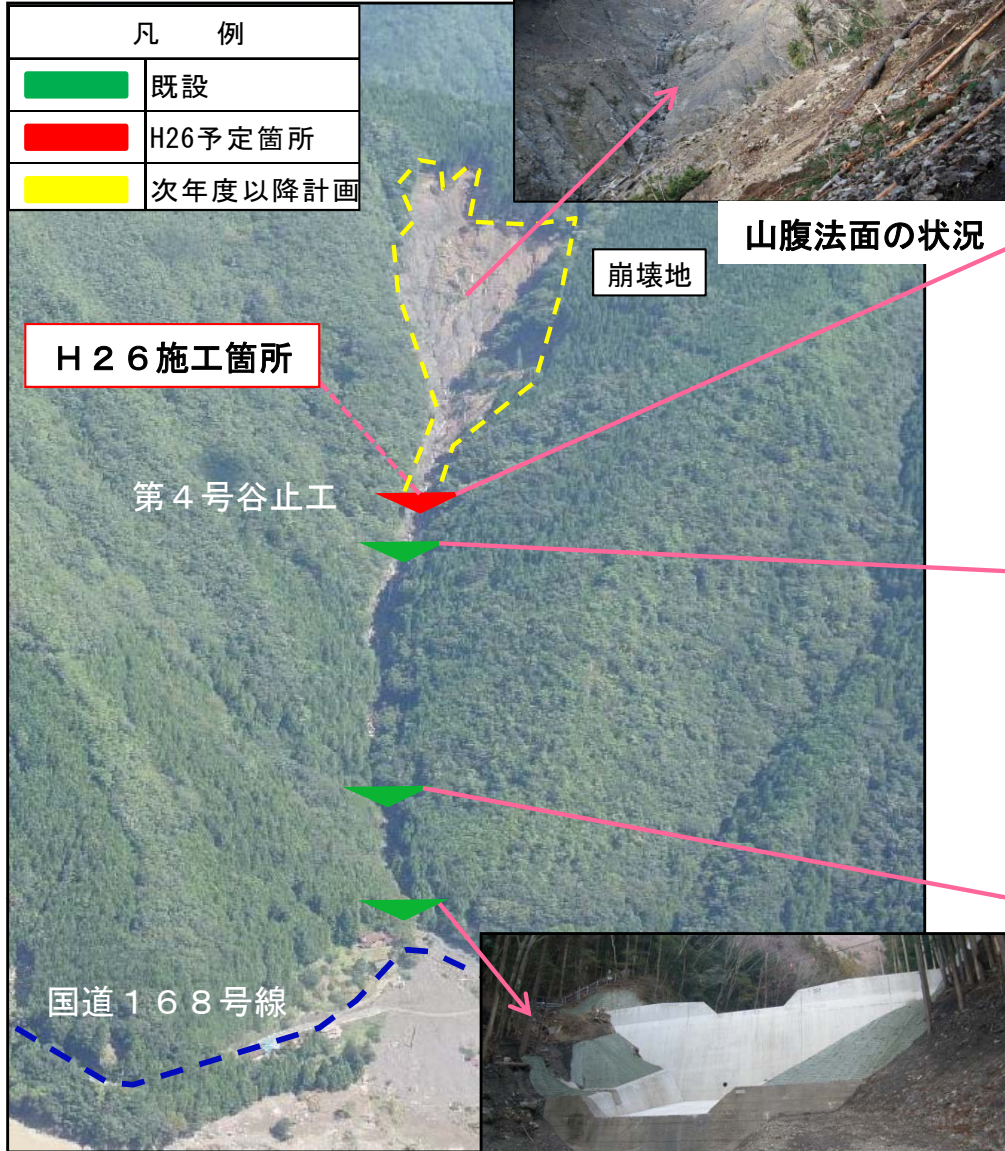 凡　例
既設
H26予定箇所
次年度以降計画
山腹法面の状況
崩壊地
Ｈ２６施工箇所
第４号谷止工
国道１６８号線